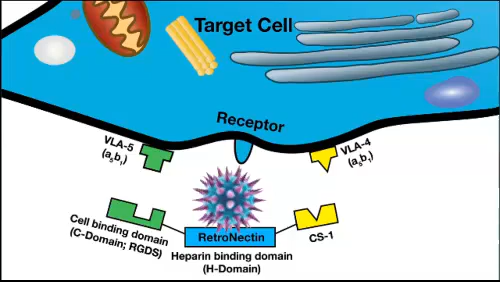 Target Cell
Receptor
VLA-5
(a5b1)
VLA-4
(a5b1)
Cell binding domain
(C-Domain; RGDS)
RetroNectin
CS-1
Heparin binding domain
(H-Domain)